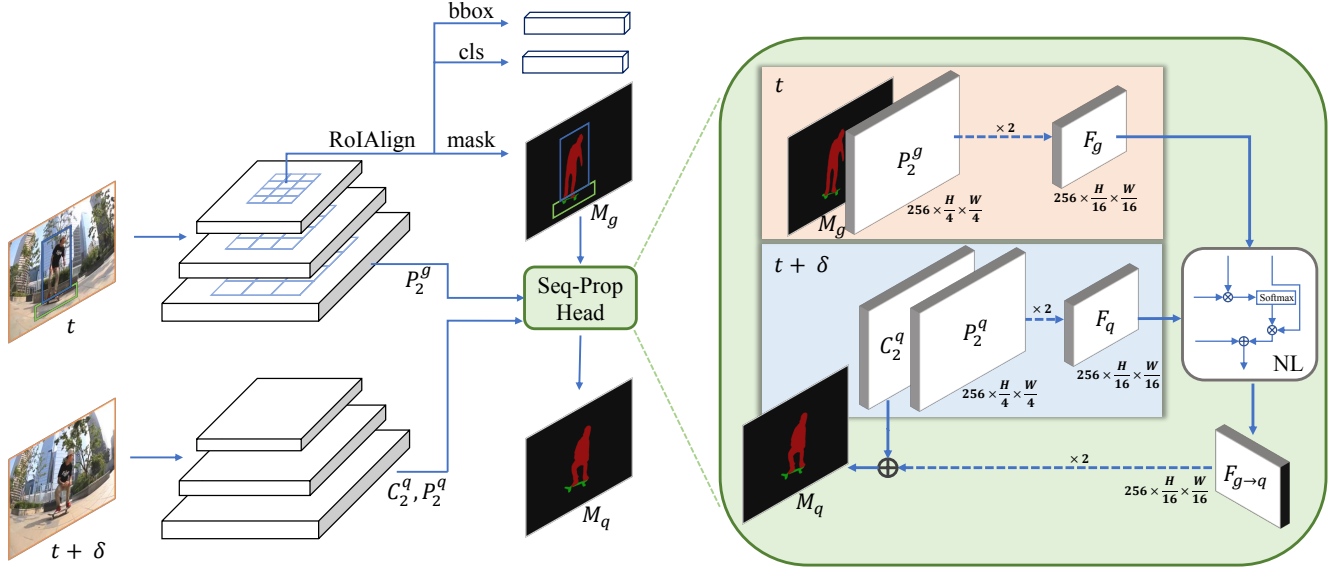 bbox
cls
RoIAlign
mask
M_g
t
P_2^g
Seq-Prop
Head
C_2^q, P_2^q
t + δ
M_q
t
M_g
P_2^g
256 × H/4 × W/4
× 2
F_g
256 × H/16 × W/16
t + δ
C_2^q
P_2^q
256 × H/4 × W/4
× 2
F_q
256 × H/16 × W/16
Softmax
NL
M_q
× 2
256 × H/16 × W/16
F_{g→q}